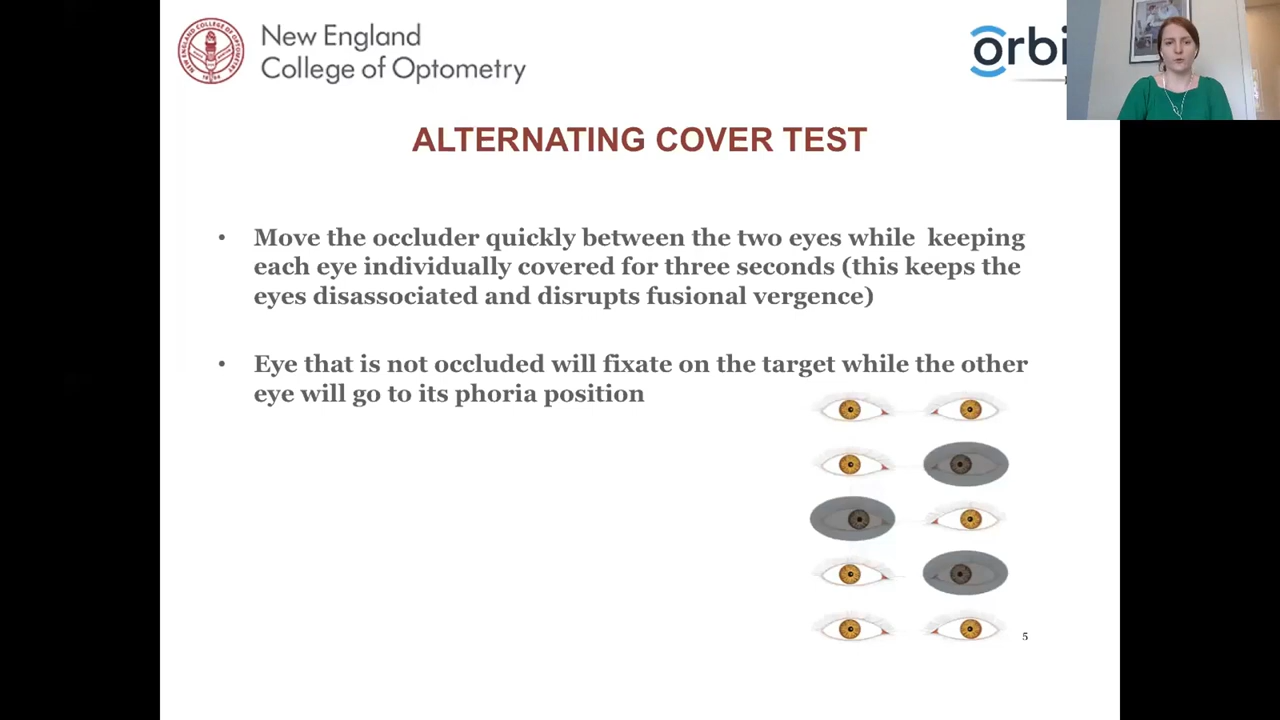 New England
College of Optometry
orbi
ALTERNATING COVER TEST
• Move the occluder quickly between the two eyes while keeping
each eye individually covered for three seconds (this keeps the
eyes disassociated and disrupts fusional vergence)
• Eye that is not occluded will fixate on the target while the other
eye will go to its phoria position
5